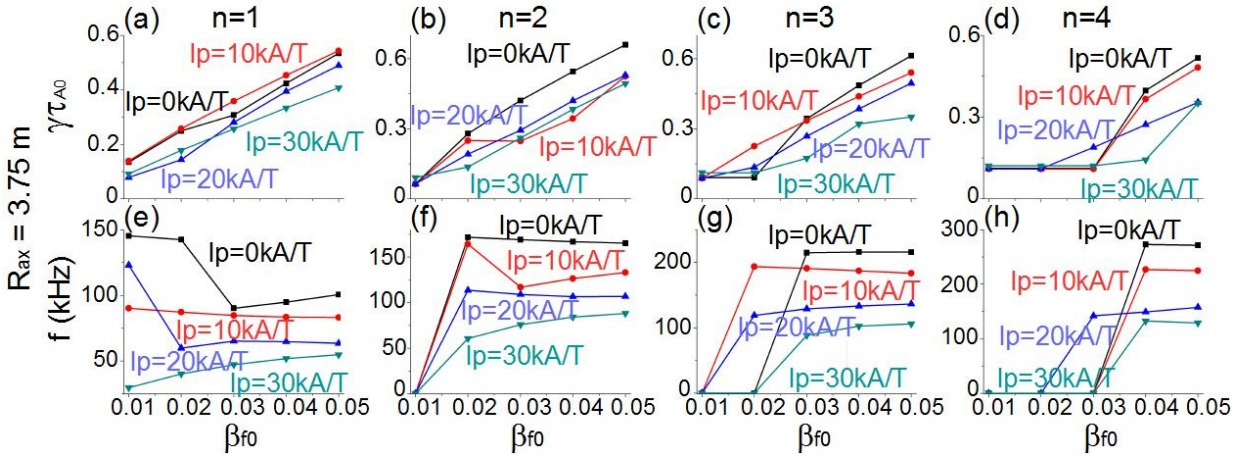 (a) n=1
(b) n=2
(c) n=3
(d) n=4
Rax = 3.75 m
γτA0
0.6
0.4
0.2
0
Ip=10kA/T
Ip=0kA/T
Ip=30kA/T
Ip=20kA/T
0.6
0.3
0
Ip=0kA/T
Ip=20kA/T
Ip=10kA/T
Ip=30kA/T
0.6
0.3
0
Ip=0kA/T
Ip=10kA/T
Ip=20kA/T
Ip=30kA/T
0.6
0.3
0
Ip=0kA/T
Ip=10kA/T
Ip=20kA/T
Ip=30kA/T
(e)
f (kHz)
150
100
50
Ip=0kA/T
Ip=10kA/T
Ip=20kA/T
Ip=30kA/T
0.01 0.02 0.03 0.04 0.05
βf0
(f)
150
100
50
0
Ip=0kA/T
Ip=10kA/T
Ip=20kA/T
Ip=30kA/T
0.01 0.02 0.03 0.04 0.05
βf0
(g)
200
100
0
Ip=0kA/T
Ip=10kA/T
Ip=20kA/T
Ip=30kA/T
0.01 0.02 0.03 0.04 0.05
βf0
(h)
300
250
200
150
100
50
0
Ip=0kA/T
Ip=10kA/T
Ip=20kA/T
Ip=30kA/T
0.01 0.02 0.03 0.04 0.05
βf0